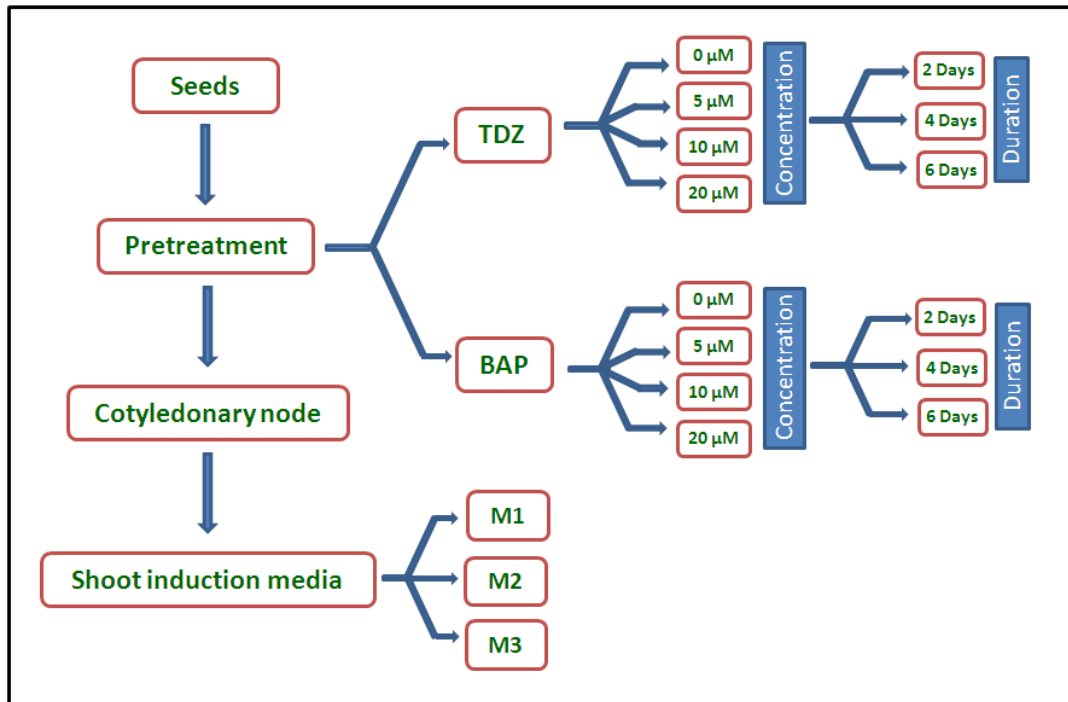 Seeds
Pretreatment
Cotyledonary node
Shoot induction media
TDZ
0 µM
5 µM
10 µM
20 µM
Concentration
2 Days
4 Days
6 Days
Duration
BAP
0 µM
5 µM
10 µM
20 µM
Concentration
2 Days
4 Days
6 Days
Duration
M1
M2
M3